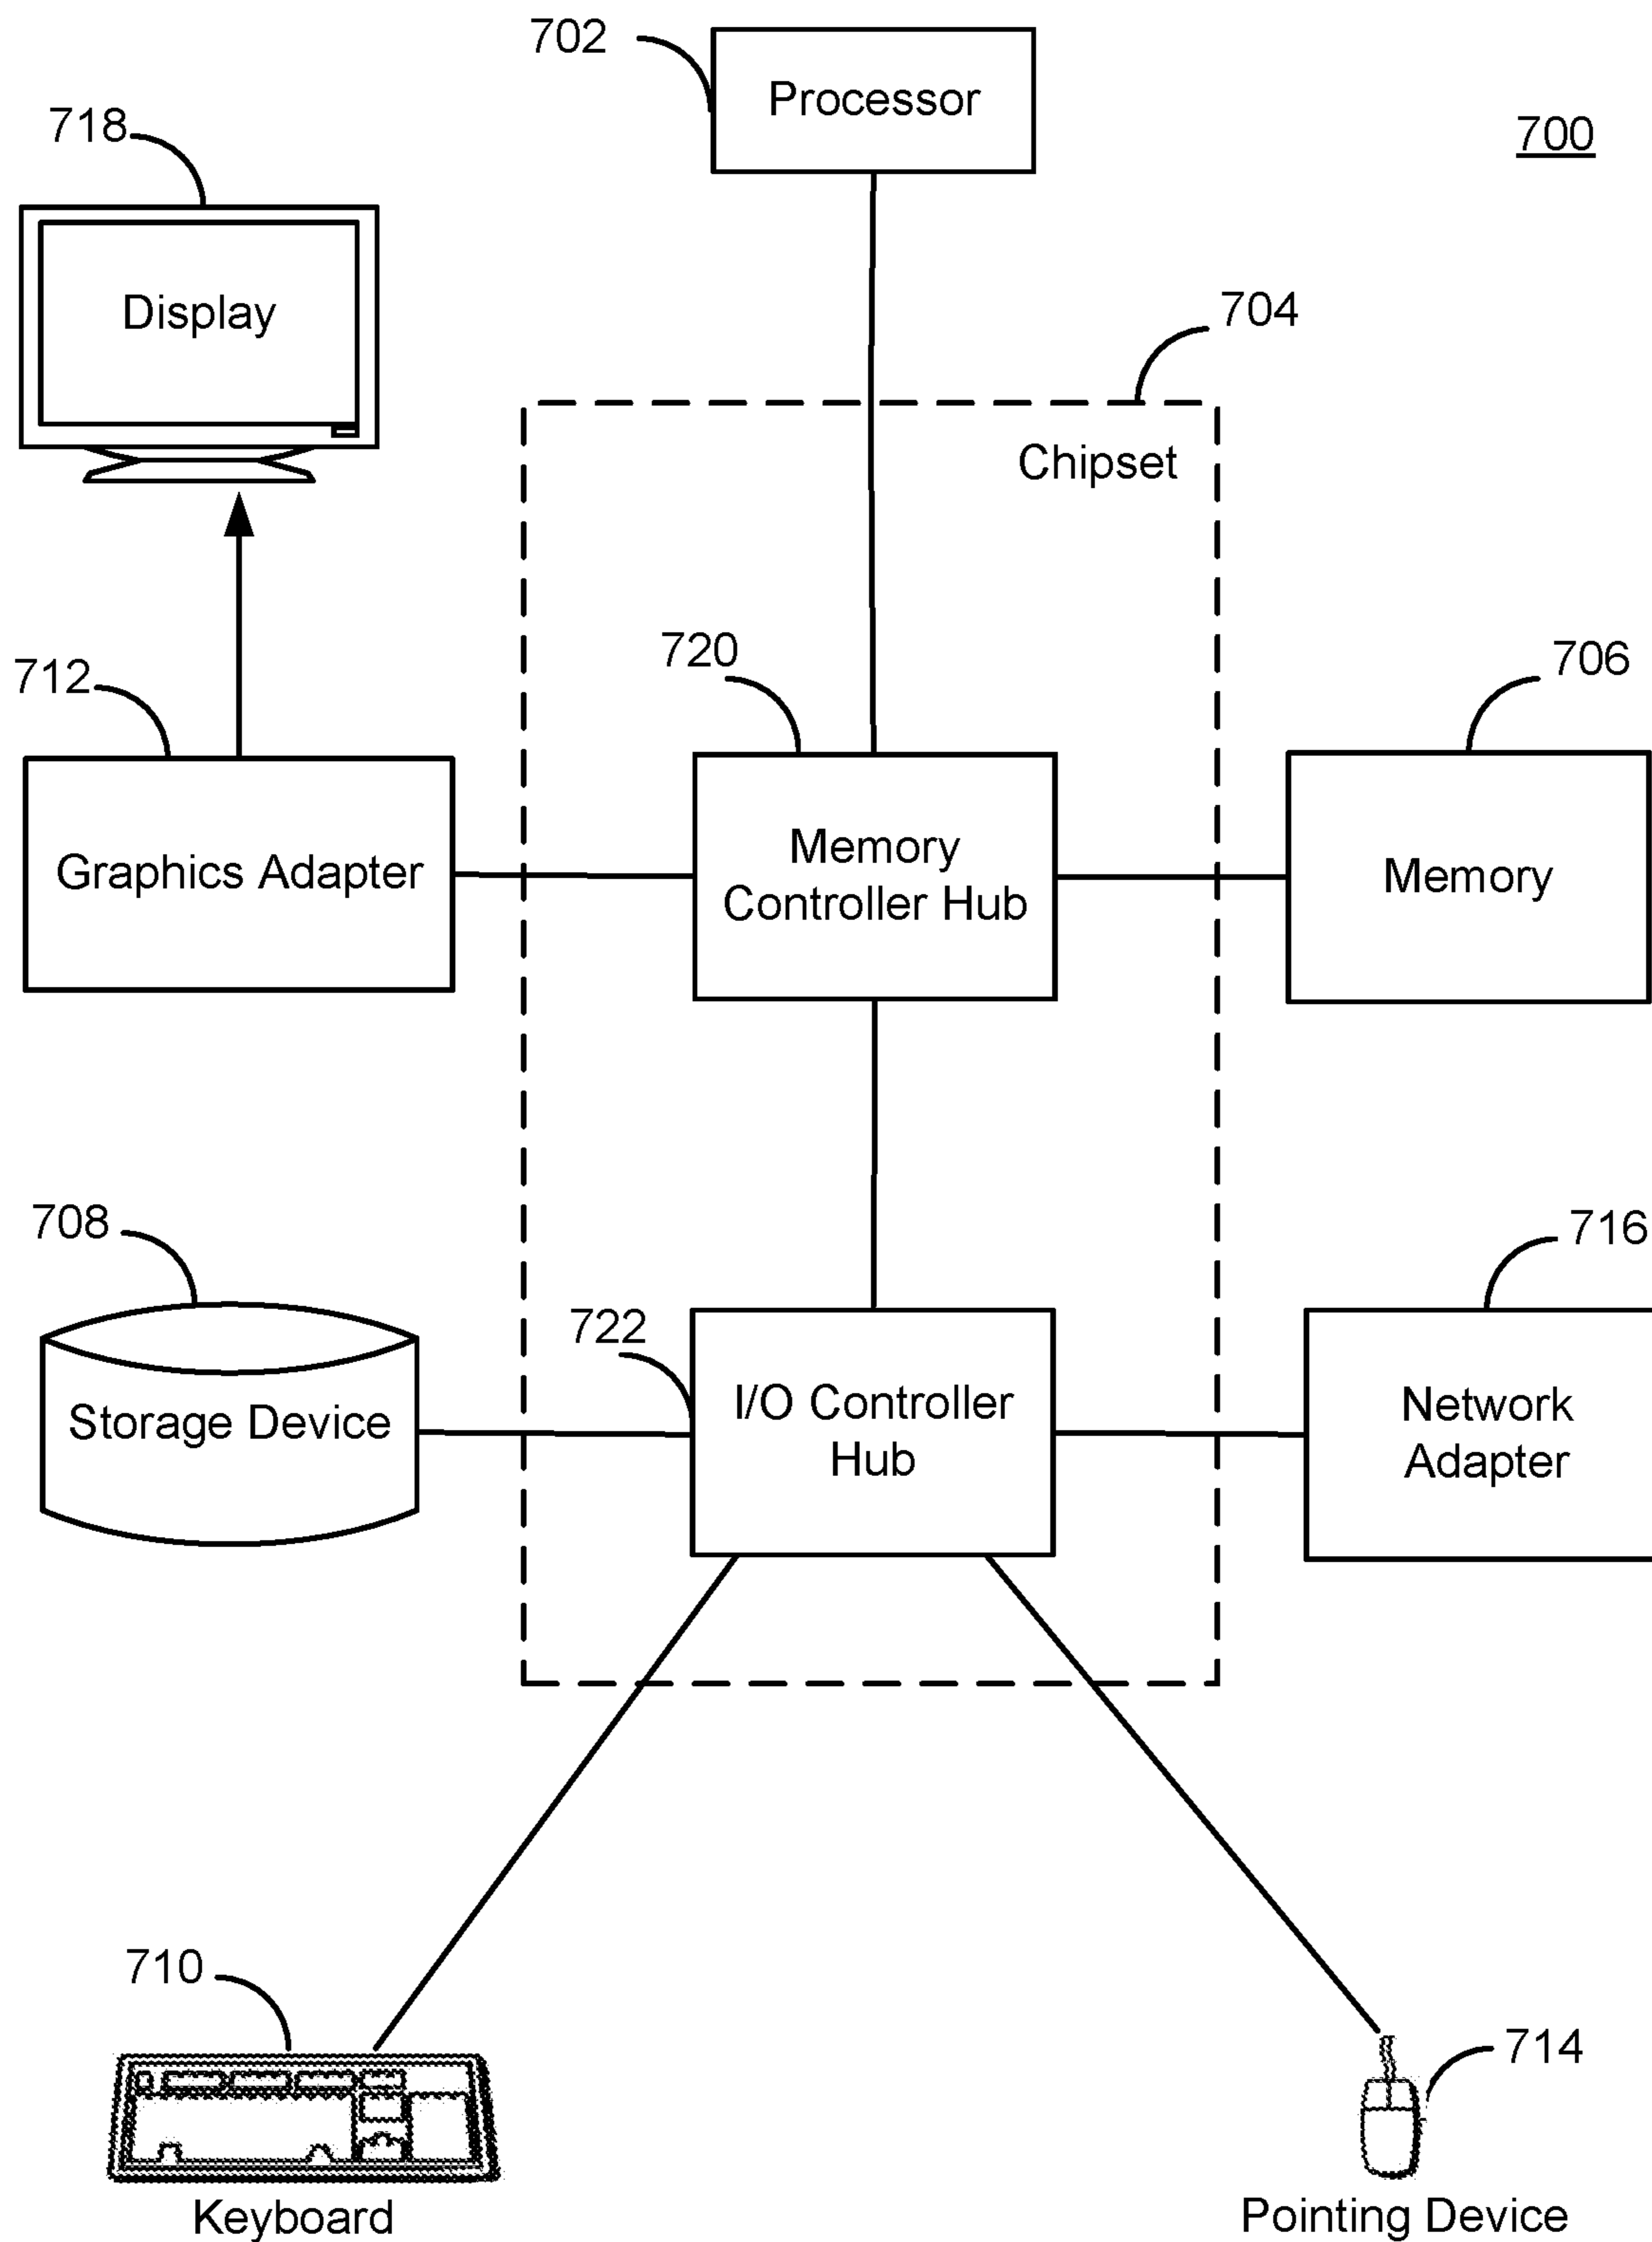 702
Processor
700
718
Display
704
Chipset
720
706
712
Memory
Controller Hub
Graphics Adapter
Memory
708
716
722
I/O Controller
Hub
Storage Device
Network
Adapter
710
714
Keyboard
Pointing Device